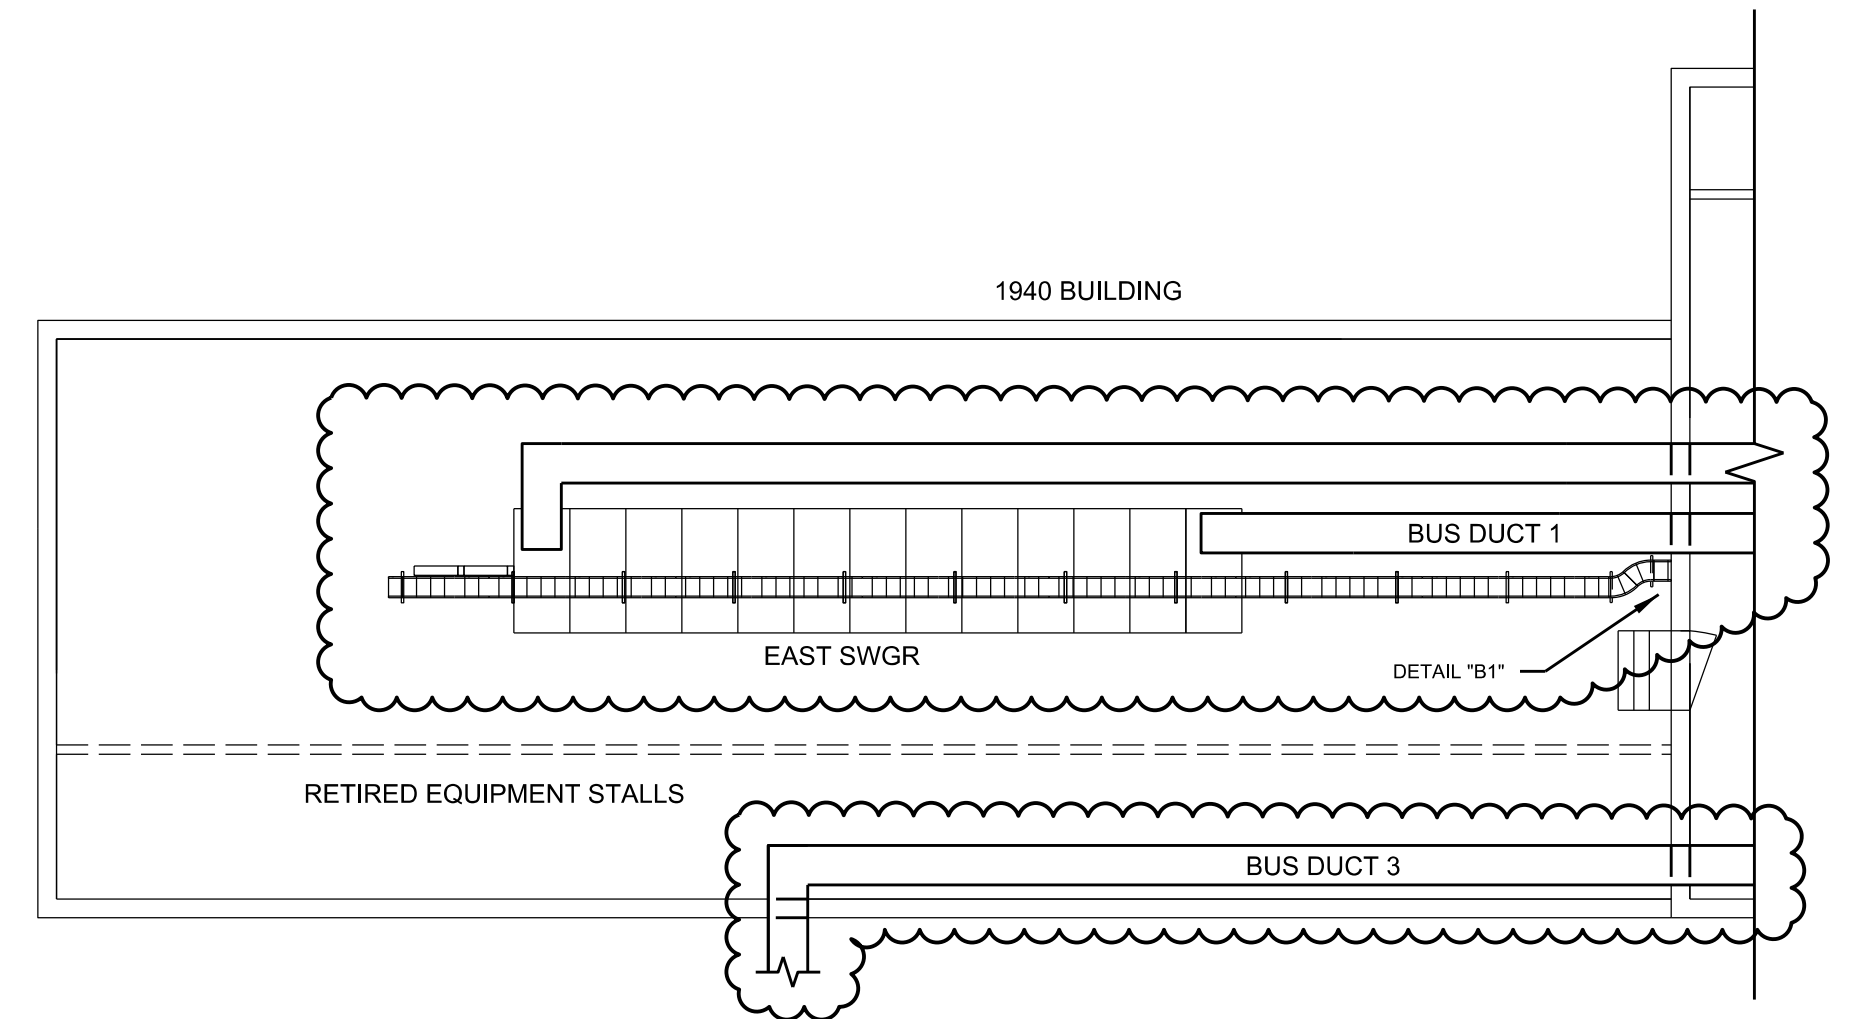 1940 BUILDING
BUS DUCT 1
EAST SWGR
DETAIL "B1"
RETIRED EQUIPMENT STALLS
BUS DUCT 3